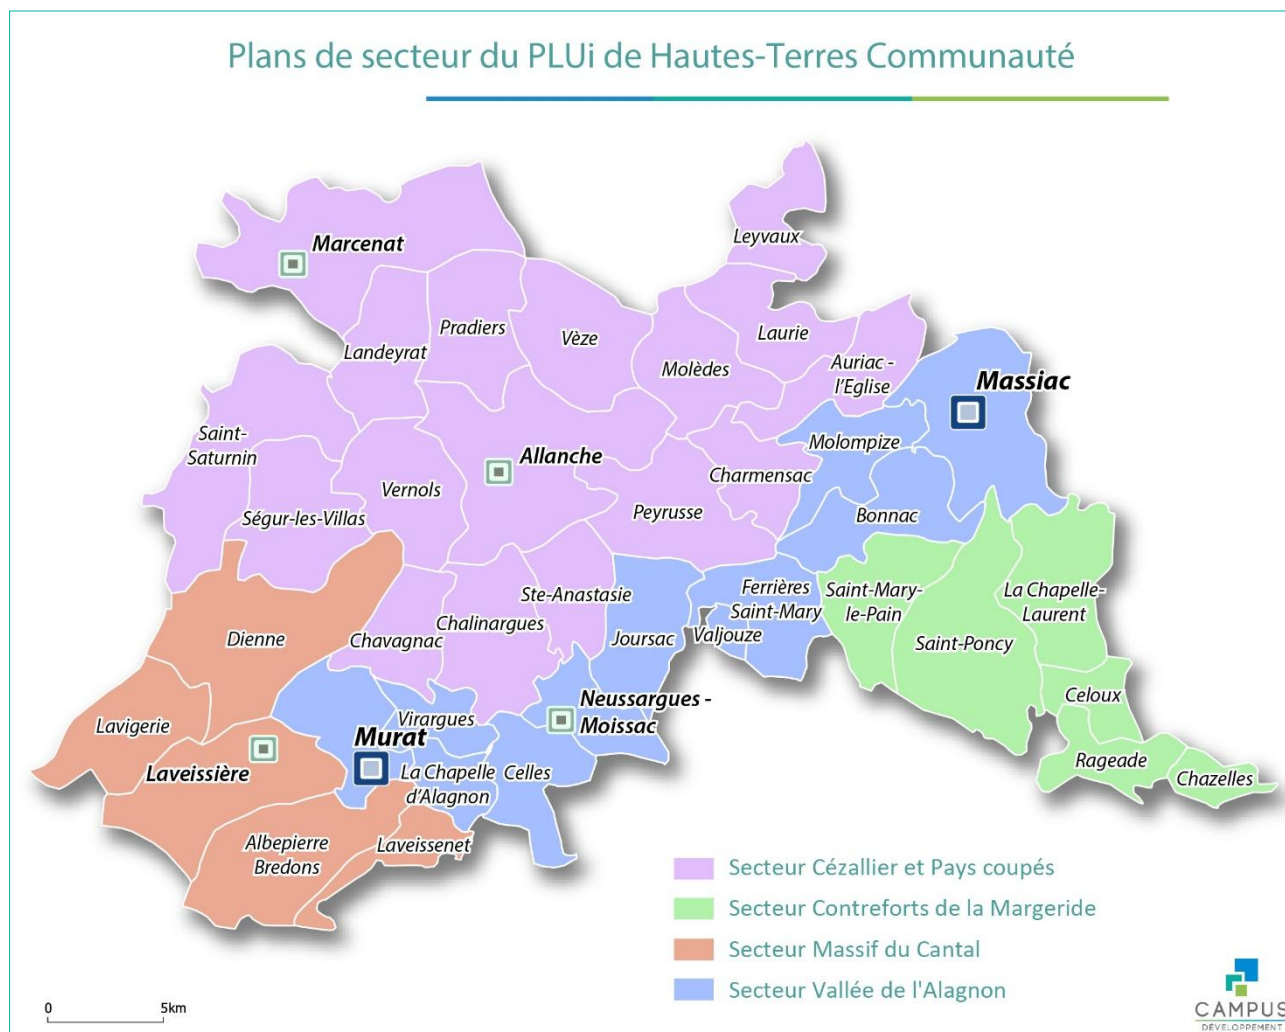 Plans de secteur du PLUi de Hautes-Terres Communauté
Leyvaux
Marcenat
Pradiers
Vèze
Laurie
Landeyrat
Molèdes
Auriac -
l'Eglise
Massiac
Saint-
Saturnin
Allanche
Molompize
Charmensac
Vernols
Ségur-les-Villas
Peyrusse
Bonnac
Ste-Anastasie
Ferrières
Saint-Mary
Saint-Mary-
le-Pain
La Chapelle-
Laurent
Chalinargues
Dienne
Chavagnac
Joursac
Valjouze
Saint-Poncy
Celoux
Neussargues -
Moissac
Lavigerie
Virargues
Murat
Laveissière
La Chapelle
d'Alagnon
Celles
Rageade
Chazelles
Albepierre
Bredons
Laveissenet
Secteur Cézallier et Pays coupés
Secteur Contreforts de la Margeride
Secteur Massif du Cantal
Secteur Vallée de l'Alagnon
0 5km
CAMPUS
DÉVELOPPEMENT